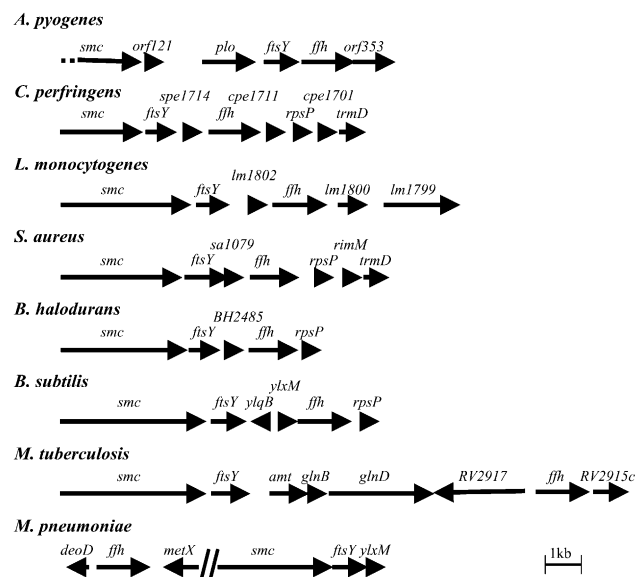 A. pyogenes
smc orf121 plo ftsY ffh orf353
C. perfringens
spe1714 cpe1711 cpe1701
smc ftsY ffh rpsP trmD
L. monocytogenes
lm1802
smc ftsY ffh lm1800 lm1799
S. aureus
sa1079 rimM
smc ftsY ffh rpsP trmD
B. halodurans
BH2485
smc ftsY ffh rpsP
B. subtilis
ylxM
smc ftsY ylqB ffh rpsP
M. tuberculosis
smc ftsY amt glnB glnD RV2917 ffh RV2915c
M. pneumoniae
deoD ffh metX smc ftsY ylxM
1kb